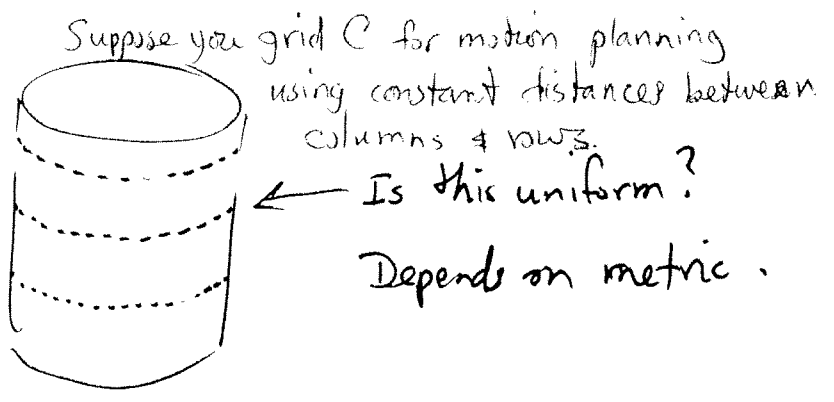 Suppose you grid C for motion planning
using constant distances between
columns & rows.
Is this uniform?
Depends on metric.